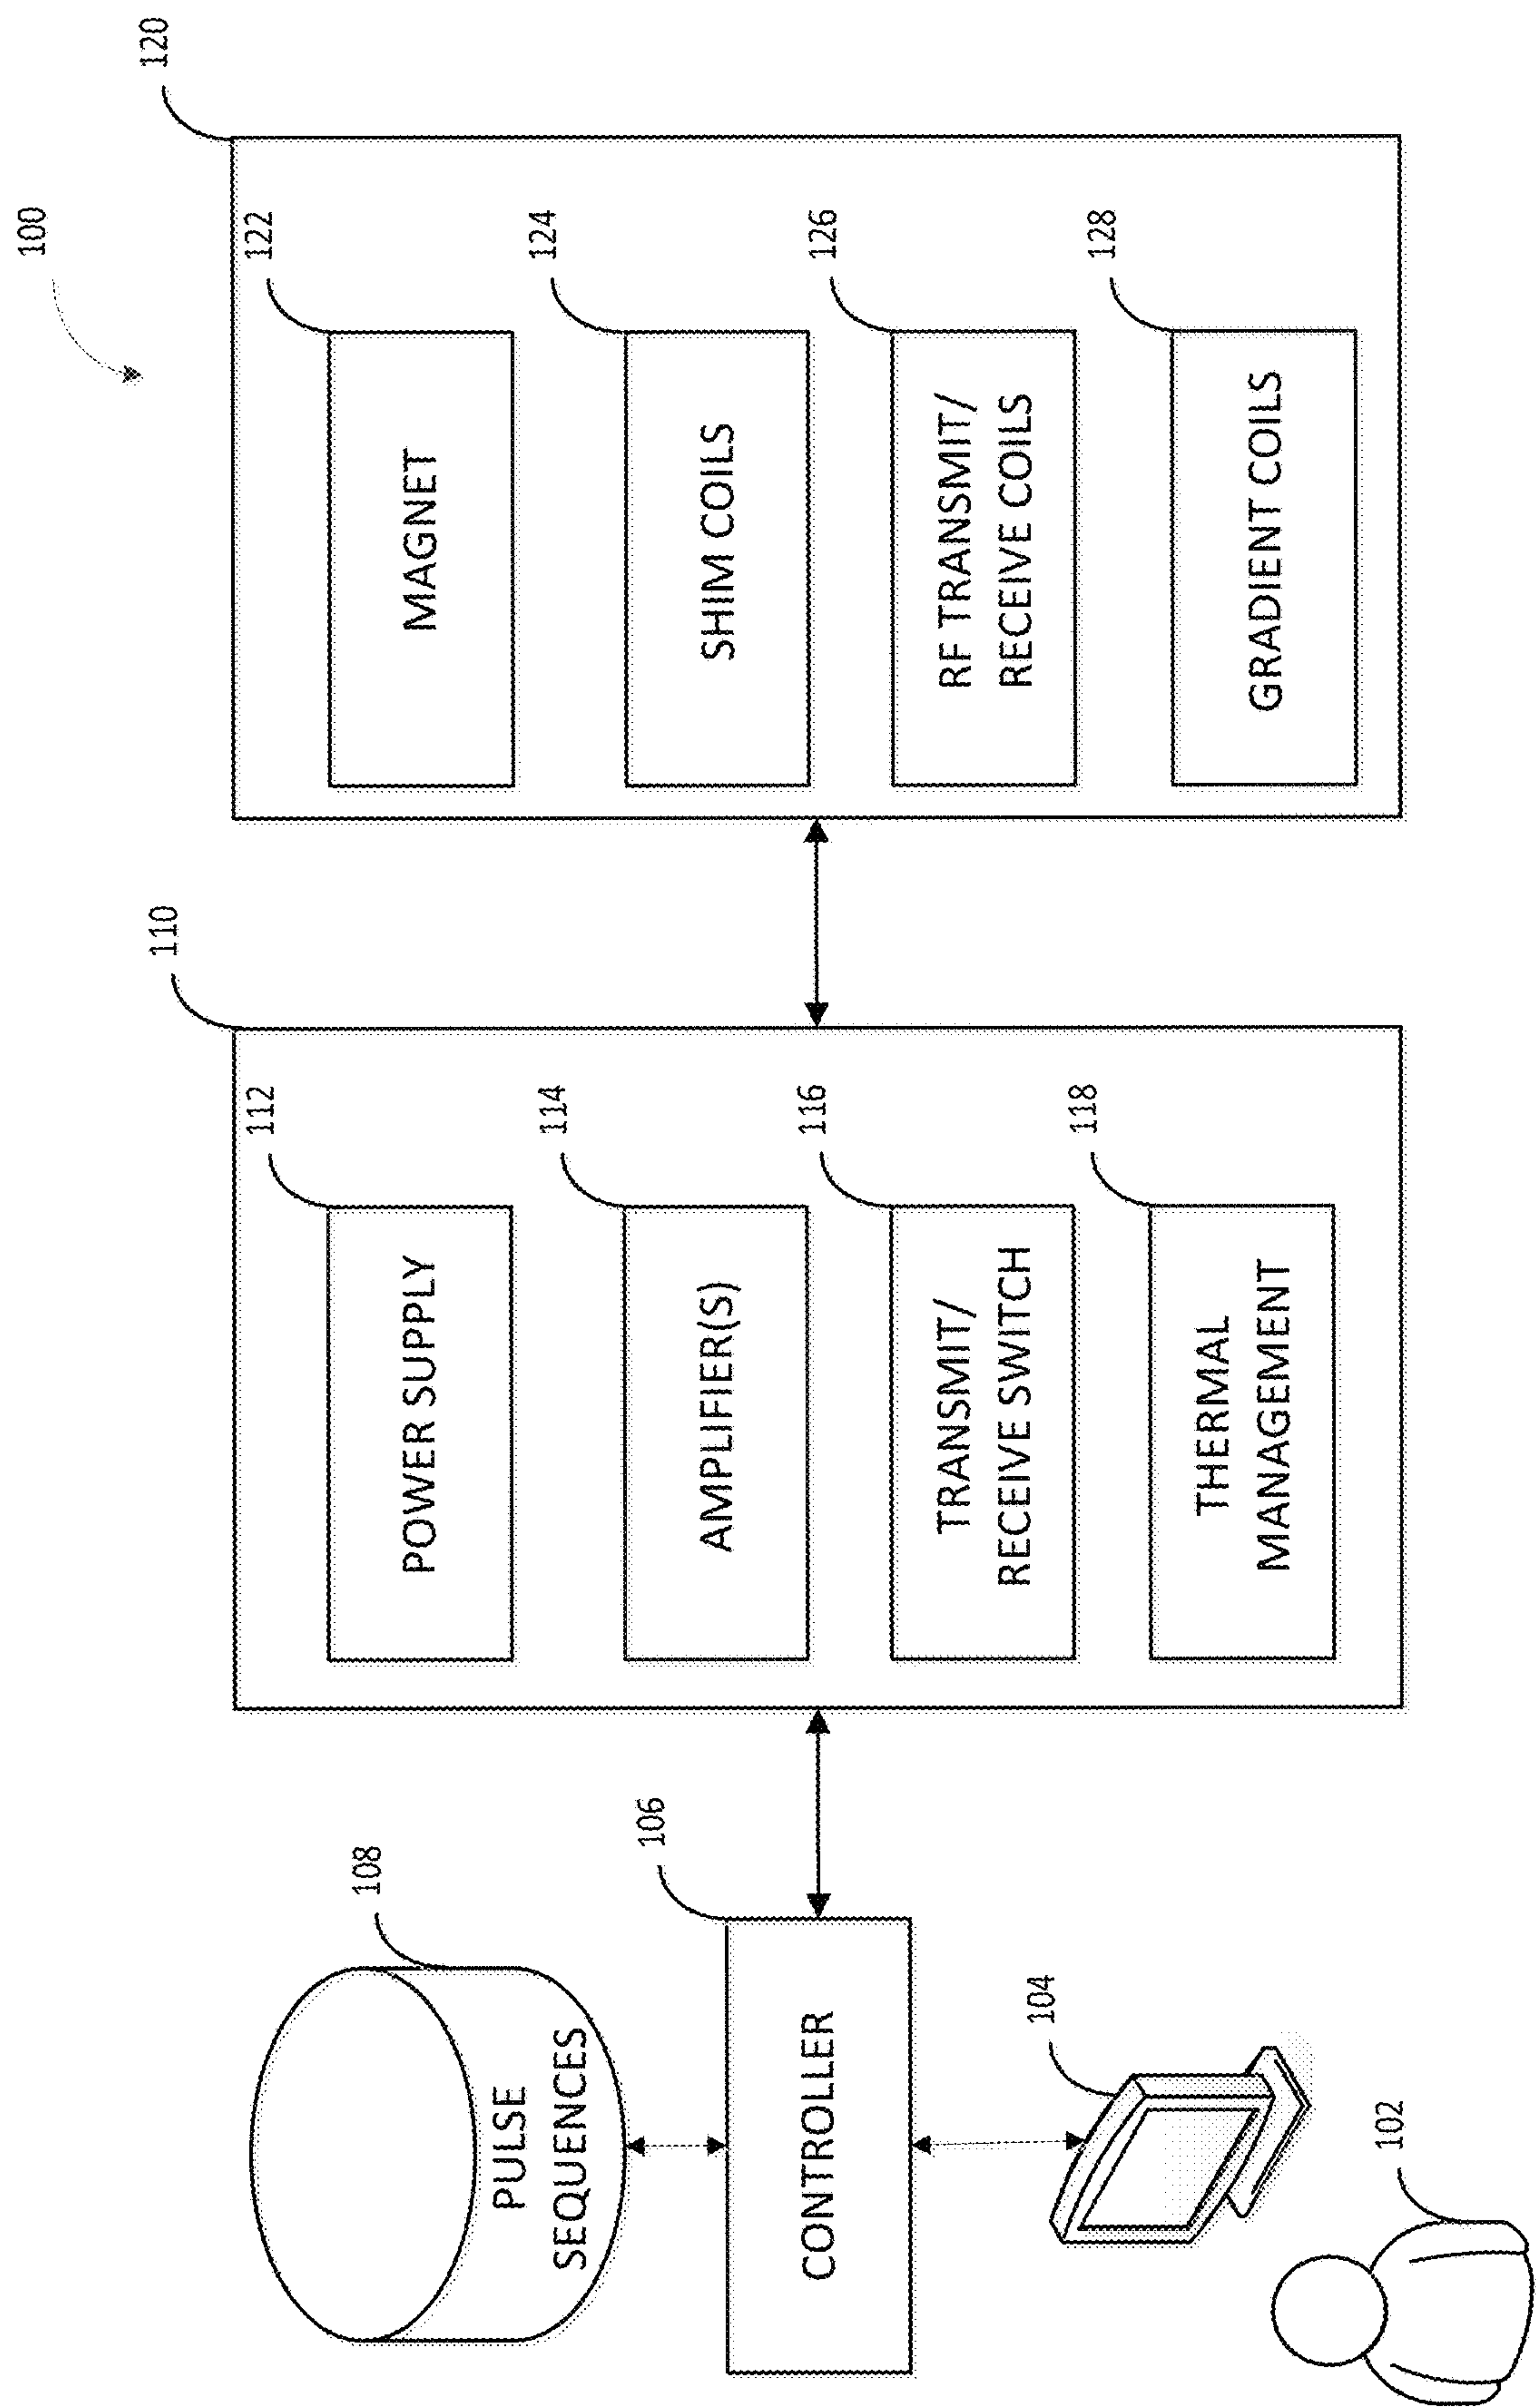 100
120
110
122
MAGNET
124
SHIM COILS
126
RF TRANSMIT/
RECEIVE COILS
128
GRADIENT COILS
112
POWER SUPPLY
114
AMPLIFIER(S)
116
TRANSMIT/
RECEIVE SWITCH
118
THERMAL
MANAGEMENT
108
PULSE
SEQUENCES
106
CONTROLLER
104
102